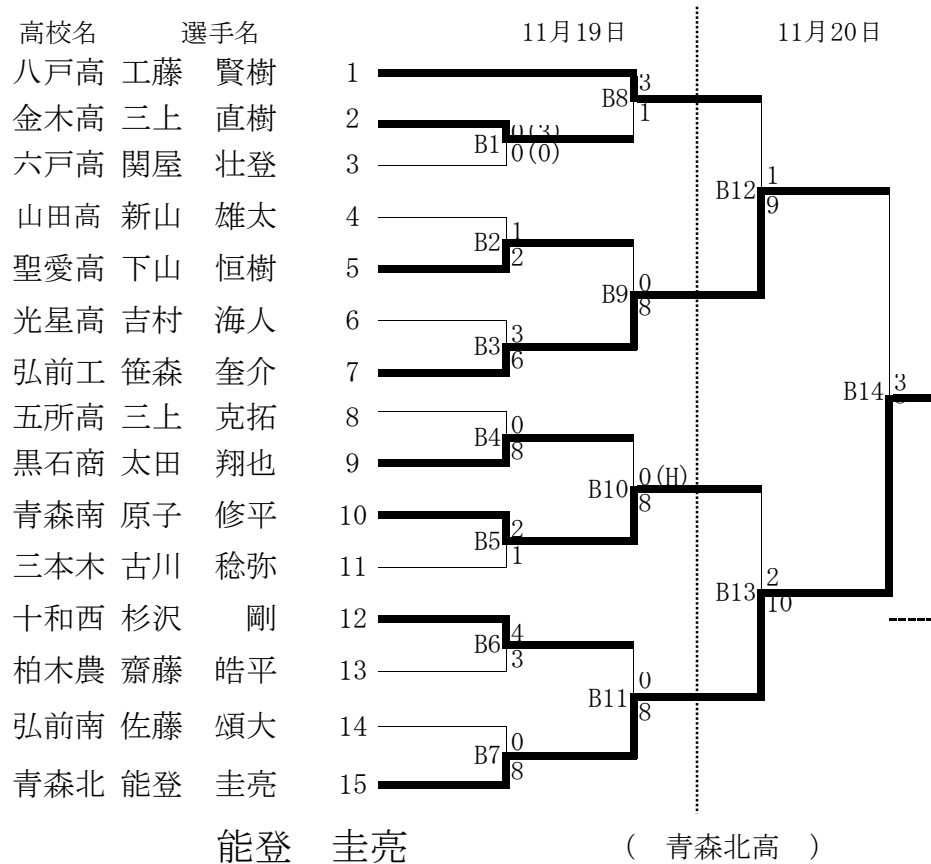 高校名 選手名 11月19日 11月20日
八戸高 工藤 賢樹 1
3
B8
1
金木高 三上 直樹 2
0(3)
B1
0(0)
六戸高 関屋 壮登 3
1
B12
9
山田高 新山 雄太 4
1
B2
2
聖愛高 下山 恒樹 5
0
B9
8
光星高 吉村 海人 6
3
B3
6
弘前工 笹森 奎介 7
B14 3
五所高 三上 克拓 8
0
B4
8
黒石商 太田 翔也 9
0(H)
B10
8
青森南 原子 修平 10
2
B5
1
三本木 古川 稔弥 11
2
B13
10
十和西 杉沢 剛 12
4
B6
3
柏木農 齋藤 皓平 13
0
B11
8
弘前南 佐藤 頌大 14
0
B7
8
青森北 能登 圭亮 15
能登 圭亮 ( 青森北高 )